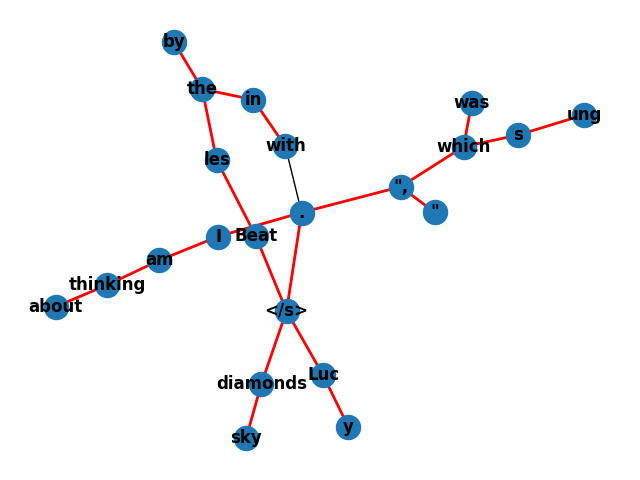 by
the
in
was
ung
s
with
which
les
",
"
.
I
Beat
am
thinking
about
</s>
Luc
diamonds
y
sky